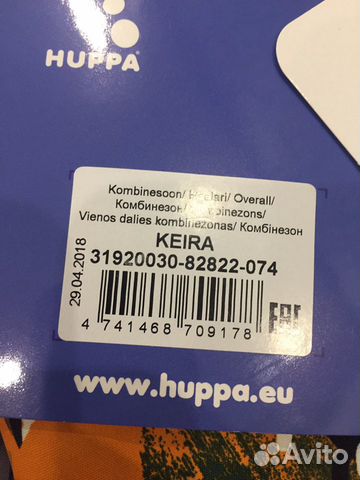 HUPPA
Kombinesoon/ Overall/
Комбинезон/
Vienos dalies kombinezonas/ Комбінезон
KEIRA
31920030-82822-074
29.04.2018
4 741468 709178
EAC
www.huppa.eu
Avito